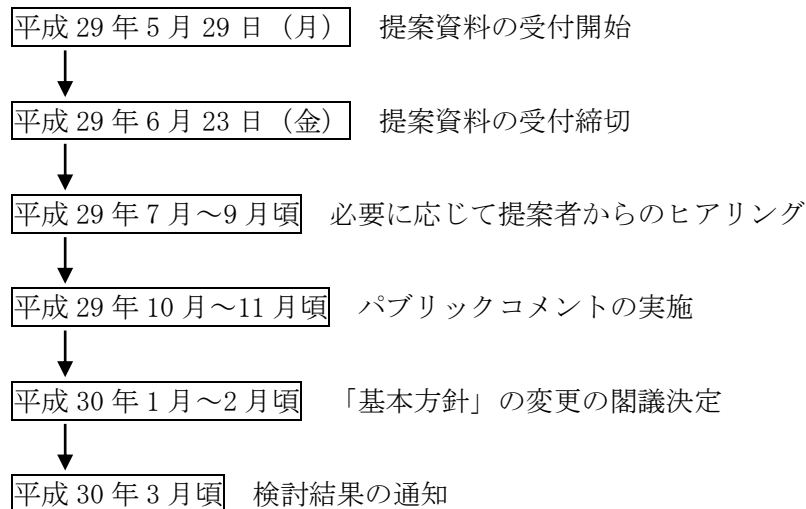 平成 29 年 5 月 29 日（月） 提案資料の受付開始
平成 29 年 6 月 23 日（金） 提案資料の受付締切
平成 29 年 7 月～9 月頃 必要に応じて提案者からのヒアリング
平成 29 年 10 月～11 月頃 パブリックコメントの実施
平成 30 年 1 月～2 月頃 「基本方針」の変更の閣議決定
平成 30 年 3 月頃 検討結果の通知